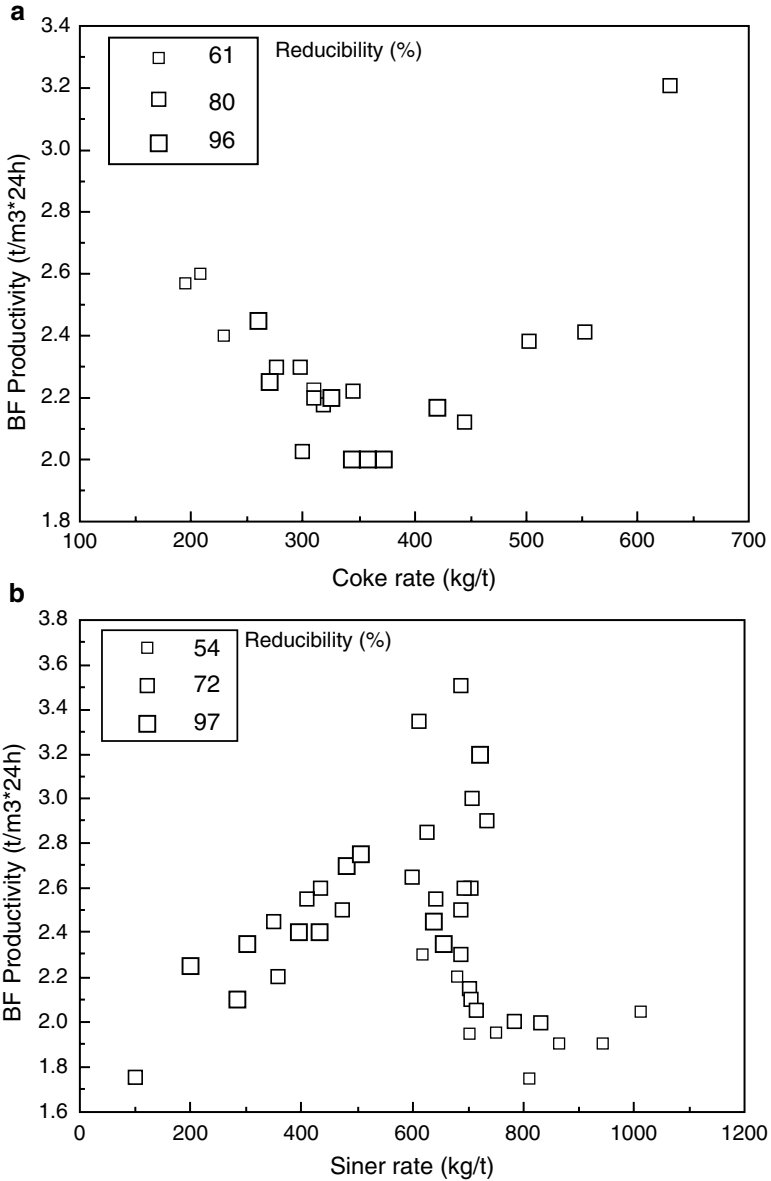 a
3.4
3.2
3.0
2.8
2.6
2.4
2.2
2.0
1.8
BF Productivity (t/m3*24h)
61
80
96
Reducibility (%)
100 200 300 400 500 600 700
Coke rate (kg/t)
b
3.8
3.6
3.4
3.2
3.0
2.8
2.6
2.4
2.2
2.0
1.8
1.6
BF Productivity (t/m3*24h)
54
72
97
Reducibility (%)
0 200 400 600 800 1000 1200
Siner rate (kg/t)